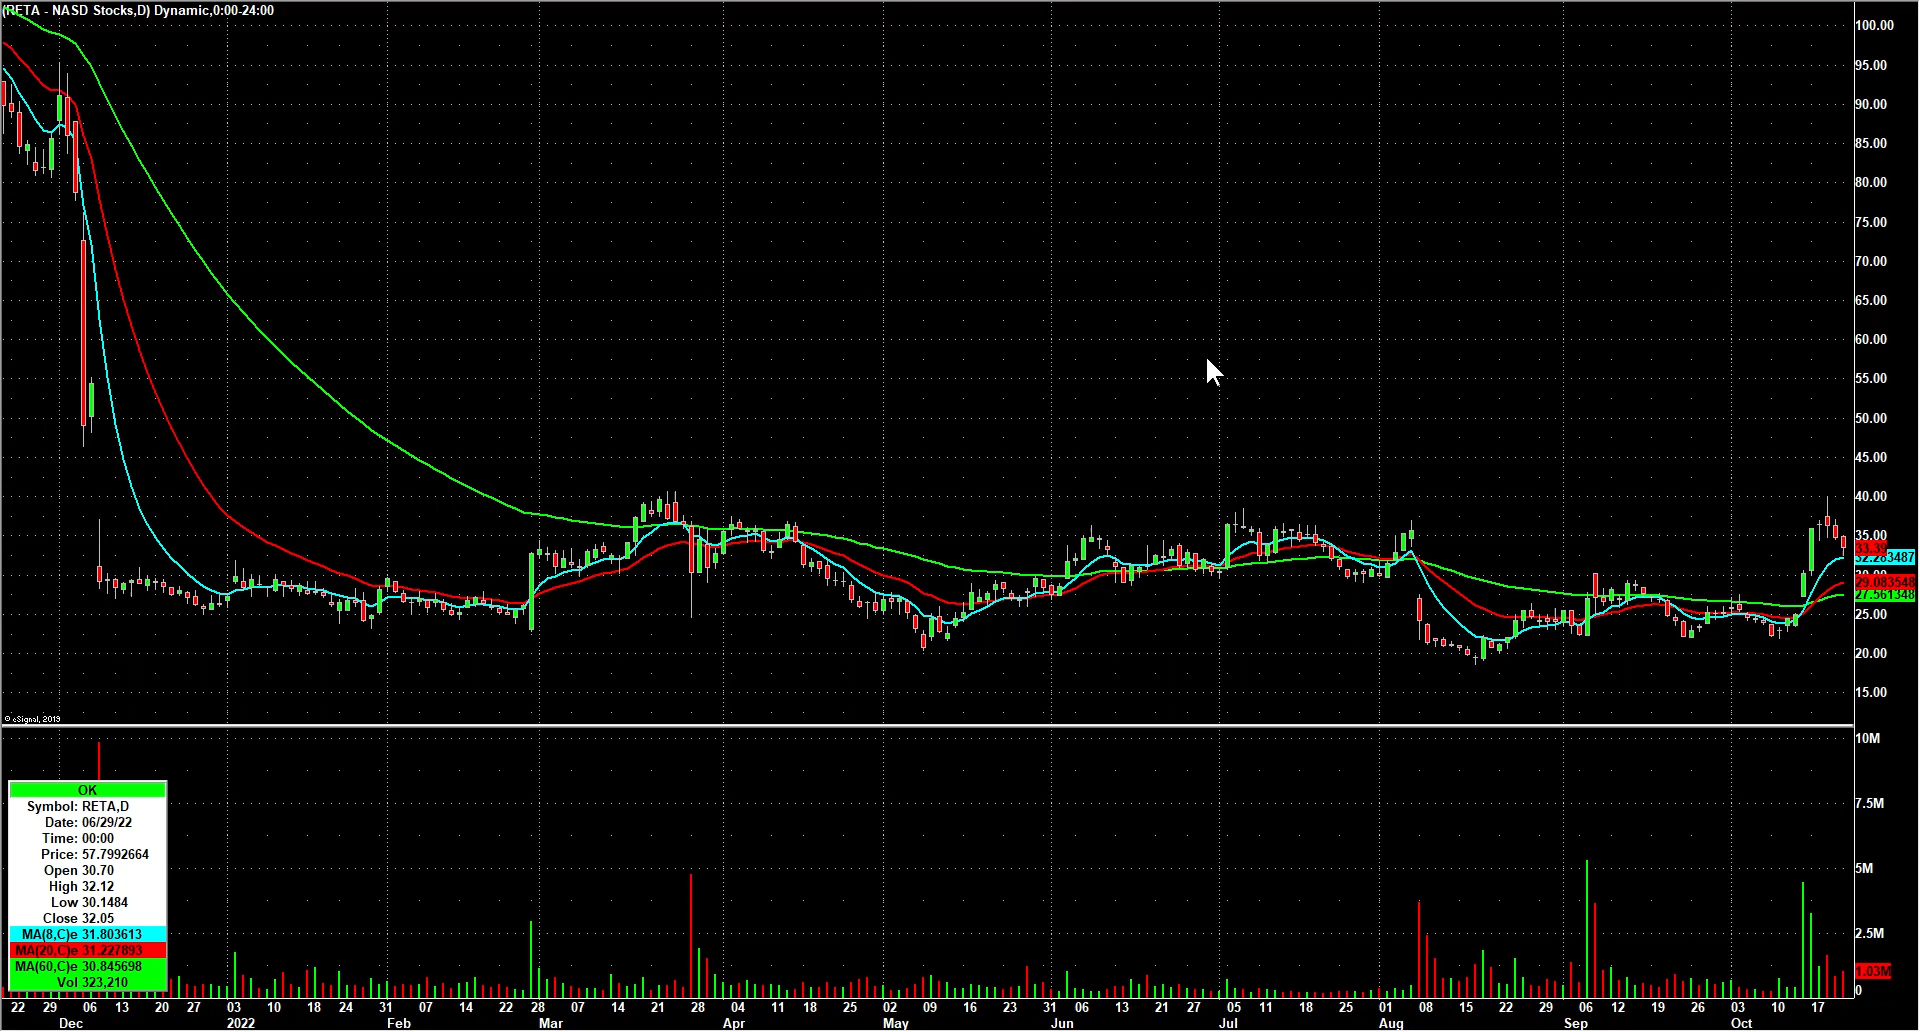 (RETA - NASD Stocks,D) Dynamic,0:00-24:00
100.00
95.00
90.00
85.00
80.00
75.00
70.00
65.00
60.00
55.00
50.00
45.00
40.00
35.00
25.00
20.00
15.00
29.083548
27.561348
© eSignal, 2019
10M
7.5M
5M
2.5M
1.03M
0
OK
Symbol: RETA,D
Date: 06/29/22
Time: 00:00
Price: 57.7992664
Open 30.70
High 32.12
Low 30.1484
Close 32.05
MA(8,C)e 31.803613
MA(20,C)e 31.227893
MA(60,C)e 30.845698
Vol 323,210
22 29 06 13 20 27 03 10 18 24 31 07 14 22 28 07 14 21 28 04 11 18 25 02 09 16 23 31 06 13 21 27 05 11 18 25 01 08 15 22 29 06 12 19 26 03 10 17
Dec 2022 Feb Mar Apr May Jun Jul Aug Sep Oct